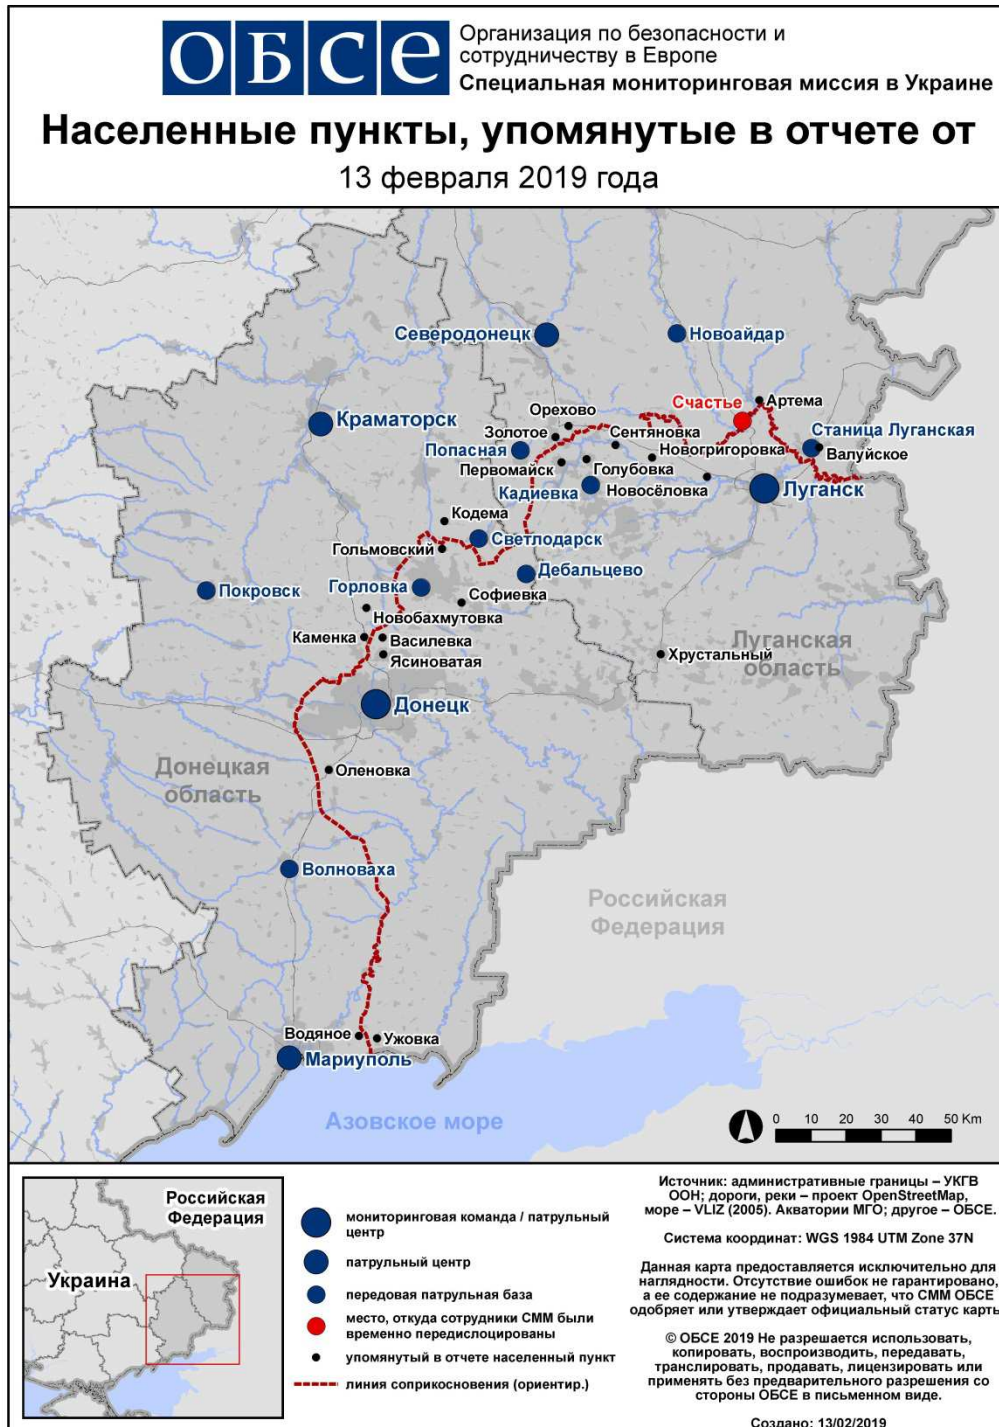 ОБСЕ
Организация по безопасности и
сотрудничеству в Европе
Специальная мониторинговая миссия в Украине
Населенные пункты, упомянутые в отчете от
13 февраля 2019 года
Северодонецк
Новоайдар
Счастье
Артема
Краматорск
Орехово
Золотое
Сентяновка
Станица Луганская
Попасная
Новогригоровка
Валуйское
Первомайск
Голубовка
Кадиевка
Новосёловка
Луганск
Кодема
Светлодарск
Гольмовский
Дебальцево
Покровск
Горловка
Софиевка
Новобахмутовка
Каменка
Василевка
Ясиноватая
Хрустальный
Луганская
область
Донецк
Донецкая
область
Оленовка
Волноваха
Российская
Федерация
Водяное
Ужовка
Мариуполь
Азовское море
0 10 20 30 40 50 Km
Российская
Федерация
Украина
мониторинговая команда / патрульный
центр
патрульный центр
передовая патрульная база
место, откуда сотрудники СММ были
временно передислоцированы
упомянутый в отчете населенный пункт
линия соприкосновения (ориентир.)
Источник: административные границы – УКГВ
ООН; дороги, реки – проект OpenStreetMap,
море – VLIZ (2005). Акватории МГО; другое – ОБСЕ.
Система координат: WGS 1984 UTM Zone 37N
Данная карта предоставляется исключительно для
наглядности. Отсутствие ошибок не гарантировано,
а ее содержание не подразумевает, что СММ ОБСЕ
одобряет или утверждает официальный статус карты
© ОБСЕ 2019 Не разрешается использовать,
копировать, воспроизводить, передавать,
транслировать, продавать, лицензировать или
применять без предварительного разрешения со
стороны ОБСЕ в письменном виде.
Создано: 13/02/2019